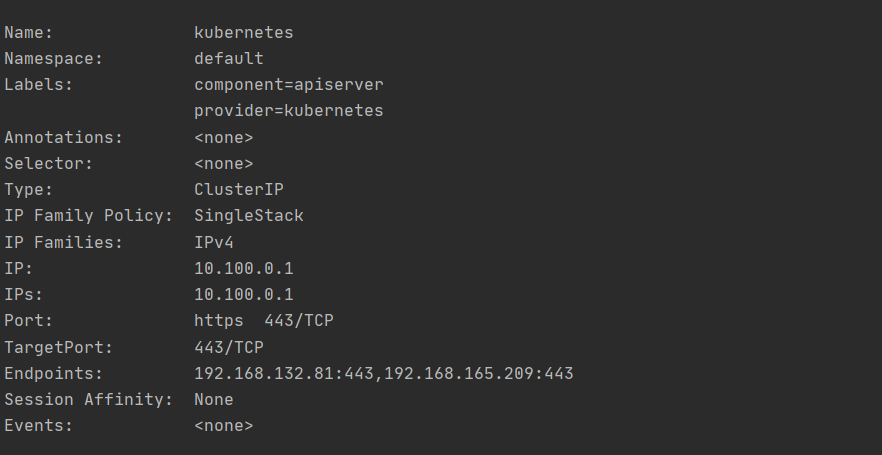 Name:              kubernetes
Namespace:         default
Labels:            component=apiserver
                   provider=kubernetes
Annotations:       <none>
Selector:          <none>
Type:              ClusterIP
IP Family Policy:  SingleStack
IP Families:       IPv4
IP:                10.100.0.1
IPs:               10.100.0.1
Port:              https  443/TCP
TargetPort:        443/TCP
Endpoints:         192.168.132.81:443,192.168.165.209:443
Session Affinity:  None
Events:            <none>